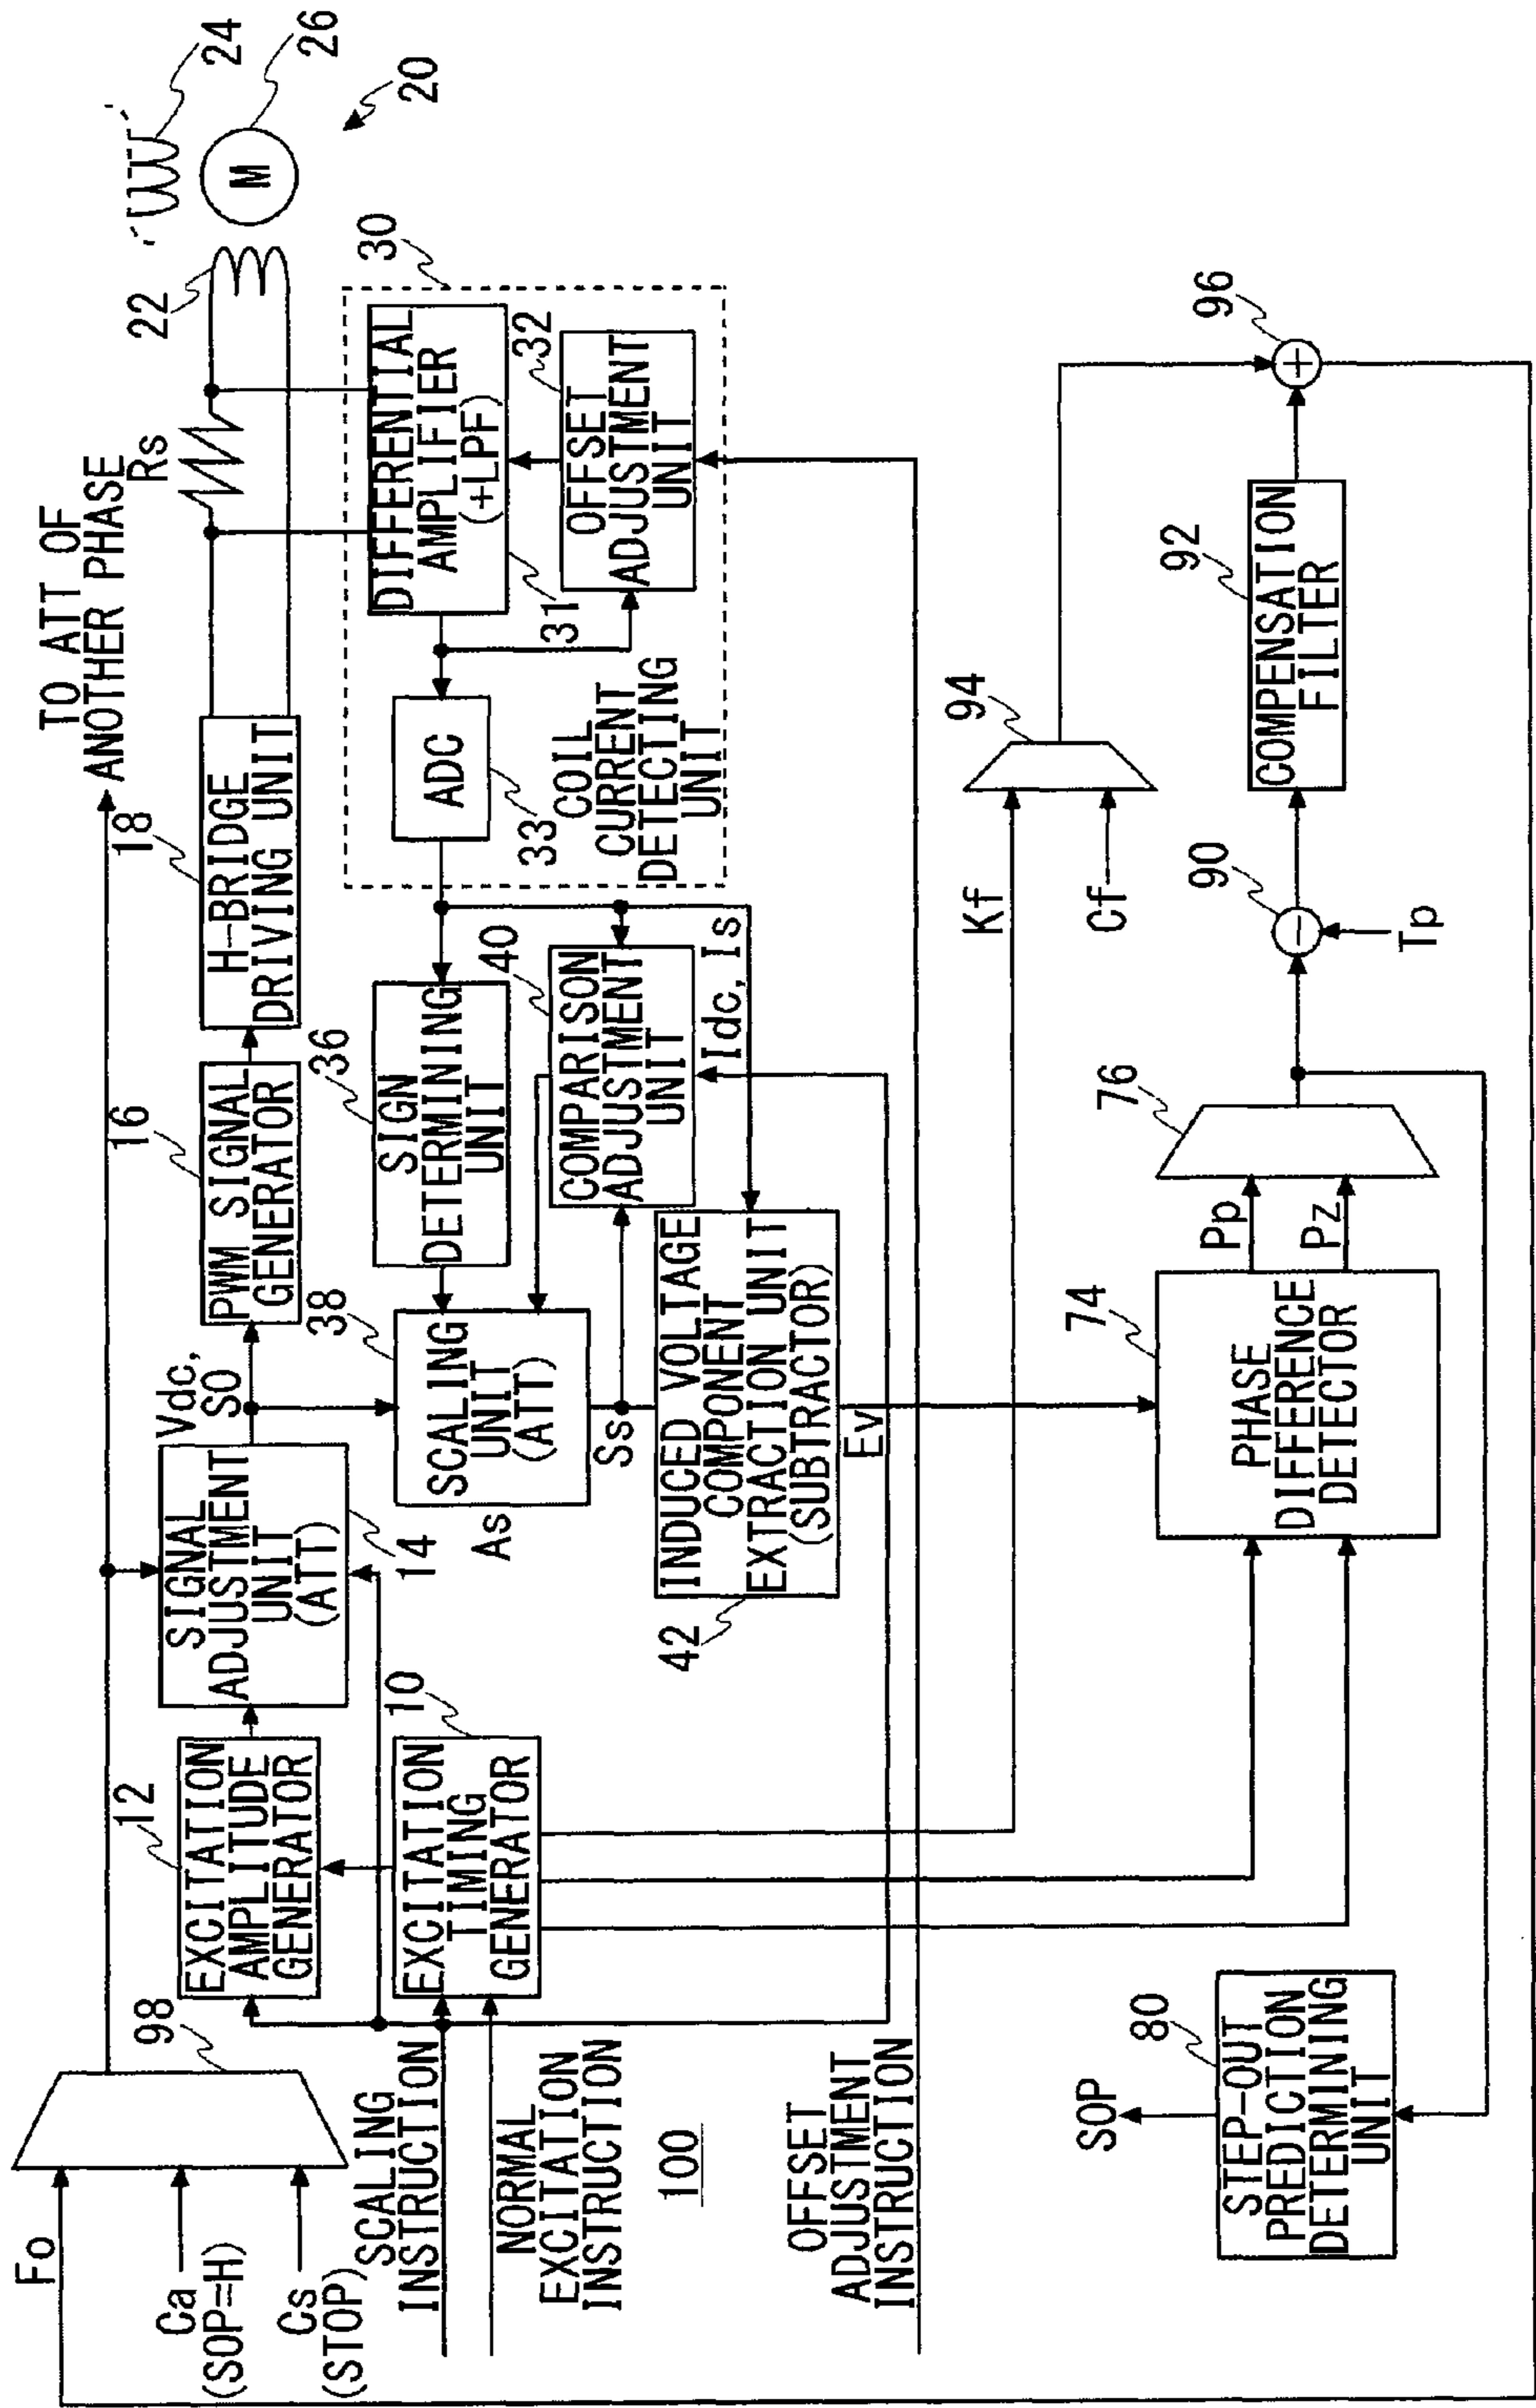 TO ATT OF
ANOTHER PHASE
Fo
Ca
(SOP=H)
Cs
(STOP)
98
12
EXCITATION
AMPLITUDE
GENERATOR
SIGNAL
ADJUSTMENT
UNIT
(ATT)
14
Vdc,
SO
16
PWM SIGNAL
GENERATOR
18
H-BRIDGE
DRIVING UNIT
Rs
22
24
M
26
20
SCALING
INSTRUCTION
NORMAL
EXCITATION
INSTRUCTION
10
EXCITATION
TIMING
GENERATOR
38
SCALING
UNIT
(ATT)
As
Ss
36
SIGN
DETERMINING
UNIT
40
COMPARISON
ADJUSTMENT
UNIT
Idc, Is
30
DIFFERENTIAL
AMPLIFIER
(+LPF)
31
32
OFFSET
ADJUSTMENT
UNIT
ADC
33
COIL
CURRENT
DETECTING
UNIT
42
INDUCED VOLTAGE
COMPONENT
EXTRACTION UNIT
(SUBTRACTOR)
Ev
100
OFFSET
ADJUSTMENT
INSTRUCTION
Kf
Cf
94
96
SOP
80
STEP-OUT
PREDICTION
DETERMINING
UNIT
74
PHASE
DIFFERENCE
DETECTOR
Pp
Pz
76
90
−
Tp
92
COMPENSATION
FILTER
+